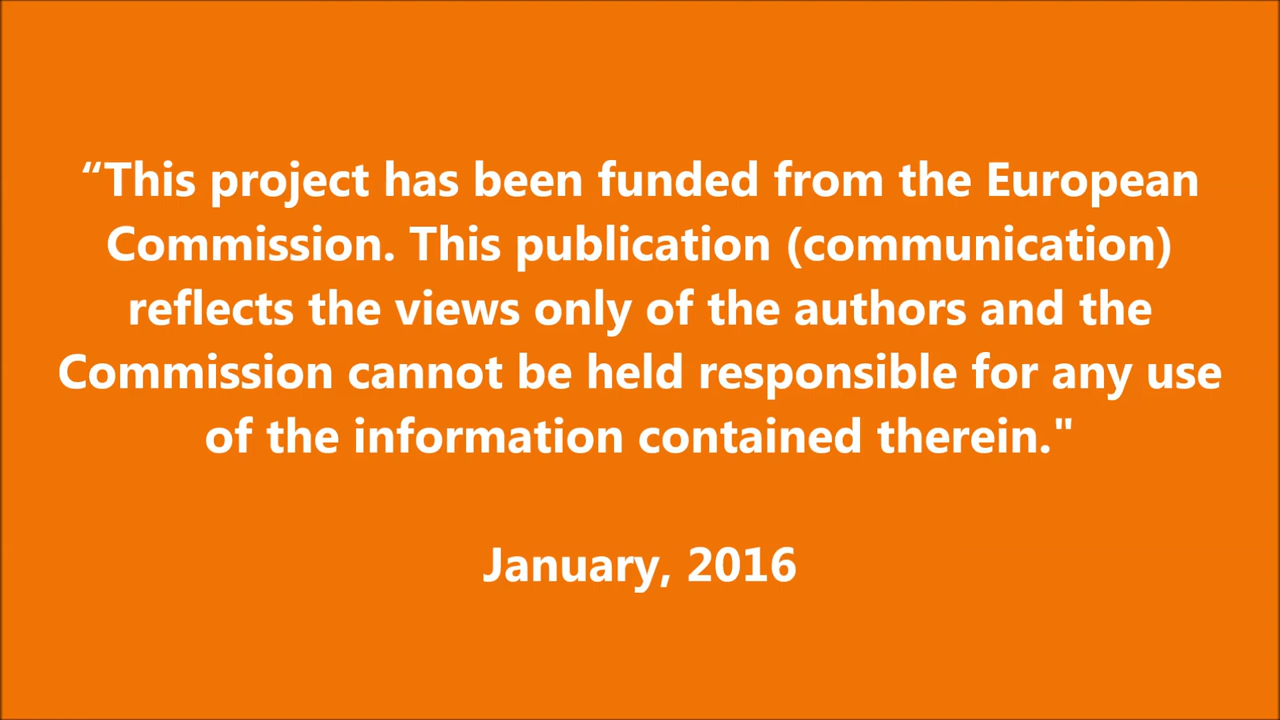 “This project has been funded from the European
Commission. This publication (communication)
reflects the views only of the authors and the
Commission cannot be held responsible for any use
of the information contained therein."
January, 2016